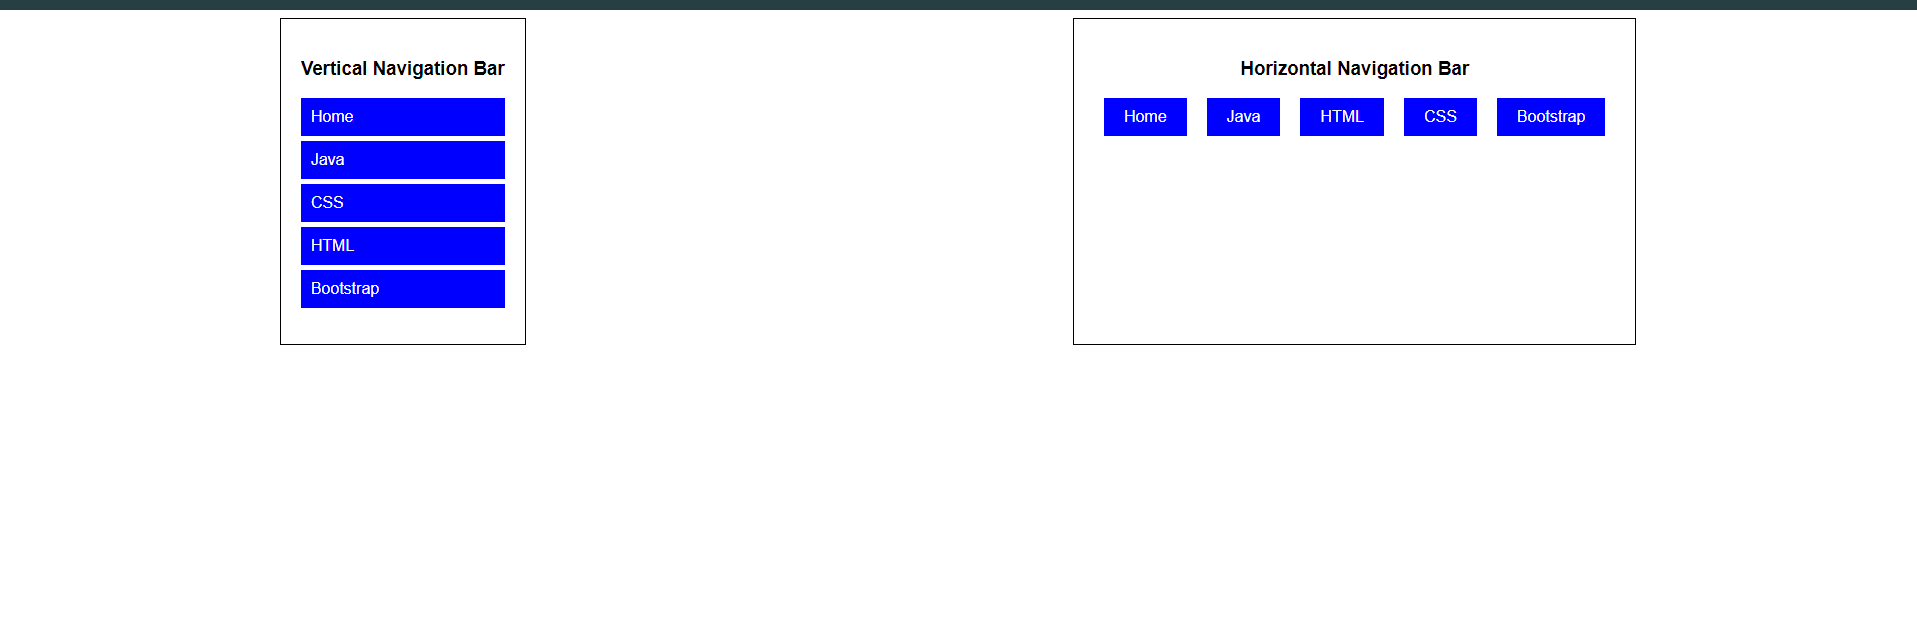 Vertical Navigation Bar
Home
Java
CSS
HTML
Bootstrap
Horizontal Navigation Bar
Home Java HTML CSS Bootstrap